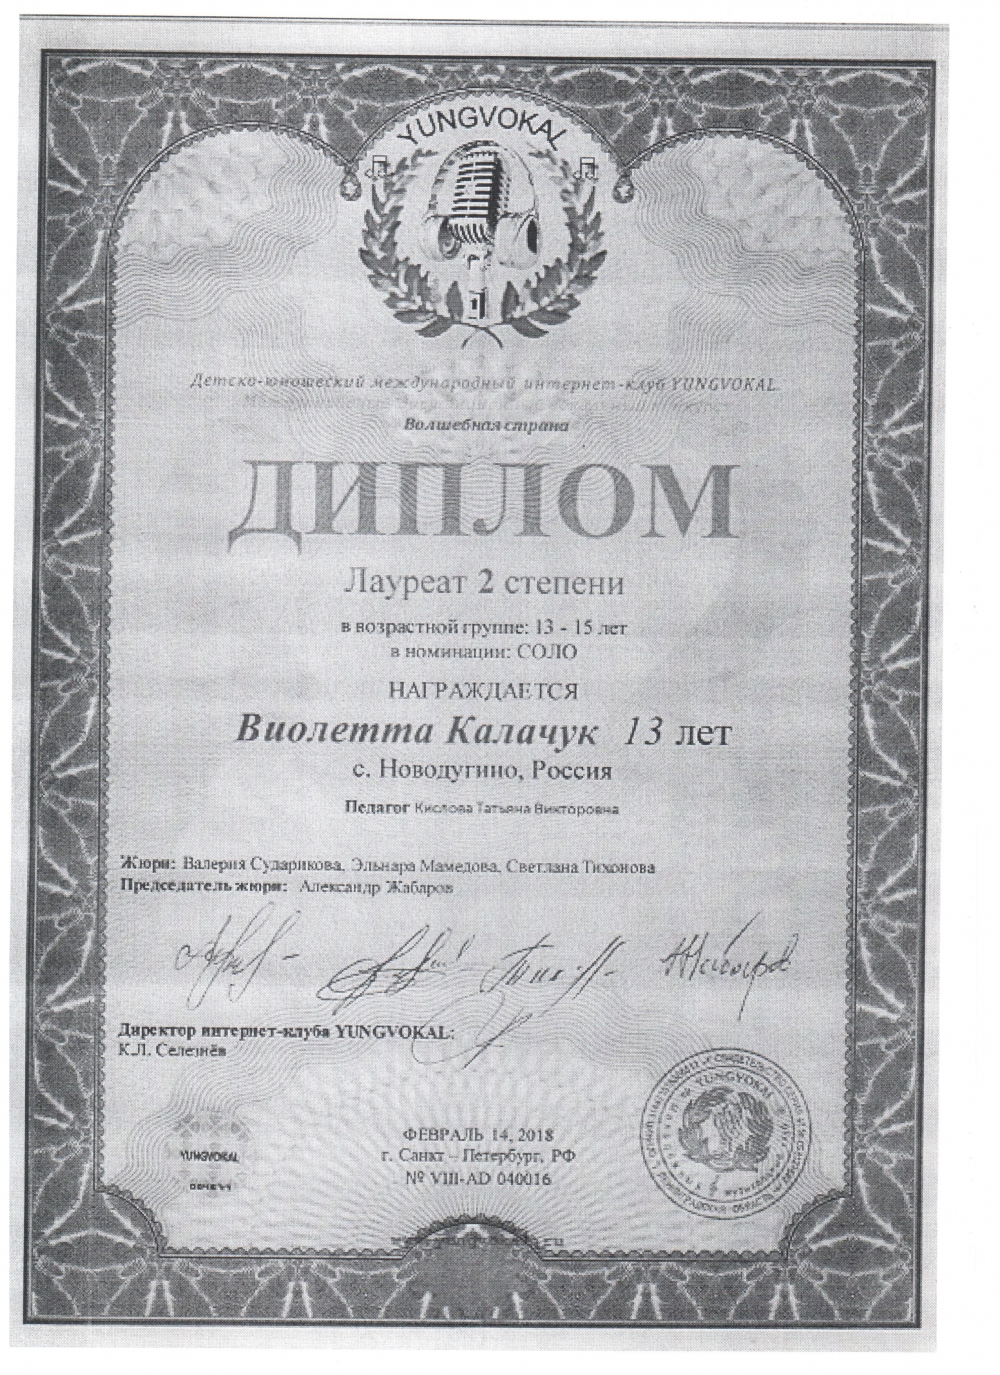 YUNGVOKAL
Детско-юношеский международный интернет-клуб YUNGVOKAL.
Волшебная страна
ДИПЛОМ
Лауреат 2 степени
в возрастной группе: 13 - 15 лет
в номинации: СОЛО
НАГРАЖДАЕТСЯ
Виолетта Калачук 13 лет
с. Новодугино, Россия
Педагог Кислова Татьяна Викторовна
Жюри: Валерия Сударикова, Эльнара Мамедова, Светлана Тихонова
Председатель жюри: Александр Жабаров
Директор интернет-клуба YUNGVOKAL:
К.Л. Селезнёв
YUNGVOKAL
ФЕВРАЛЬ 14, 2018
г. Санкт – Петербург, РФ
№ VIII-AD 040016
YUNGVOKAL